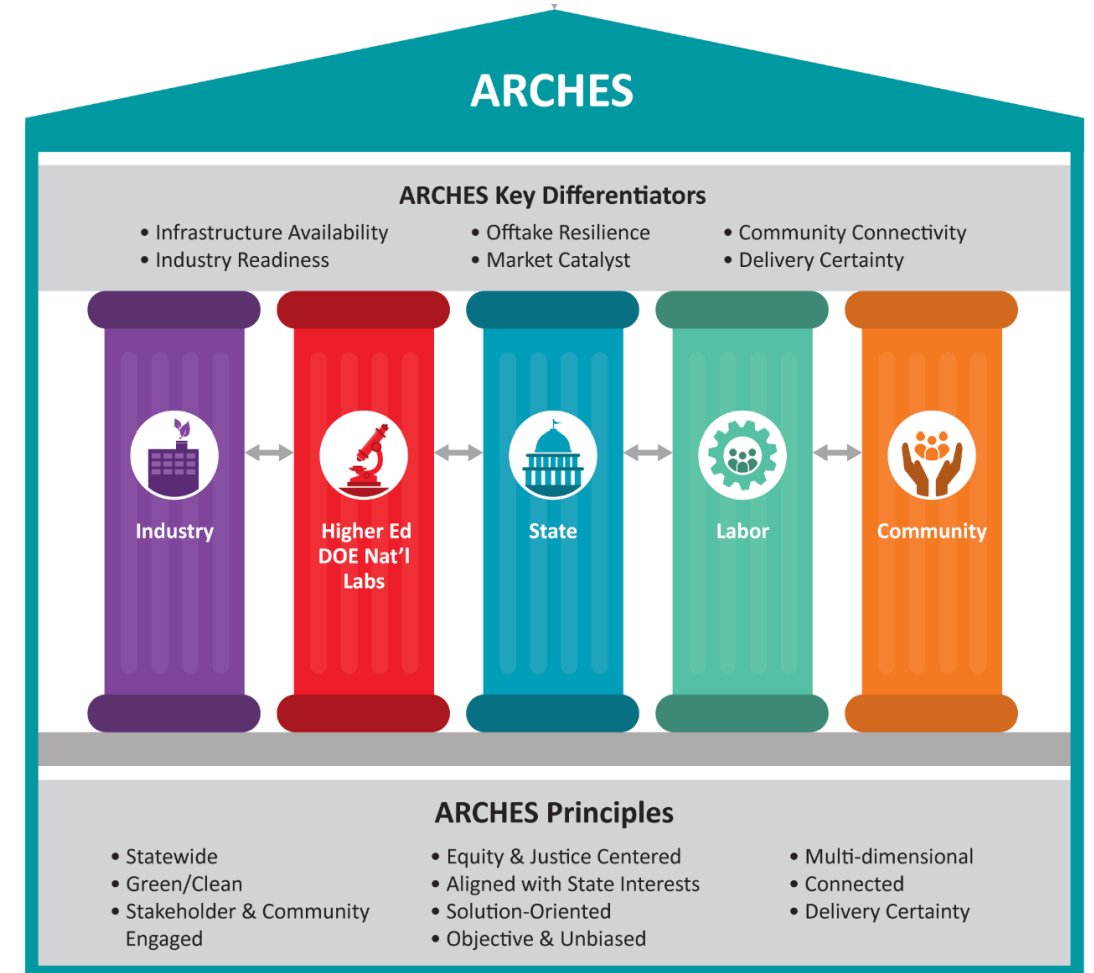 ARCHES
ARCHES Key Differentiators
• Infrastructure Availability
• Industry Readiness
• Offtake Resilience
• Market Catalyst
• Community Connectivity
• Delivery Certainty
Industry
Higher Ed
DOE Nat’l
Labs
State
Labor
Community
ARCHES Principles
• Statewide
• Green/Clean
• Stakeholder & Community
Engaged
• Equity & Justice Centered
• Aligned with State Interests
• Solution-Oriented
• Objective & Unbiased
• Multi-dimensional
• Connected
• Delivery Certainty